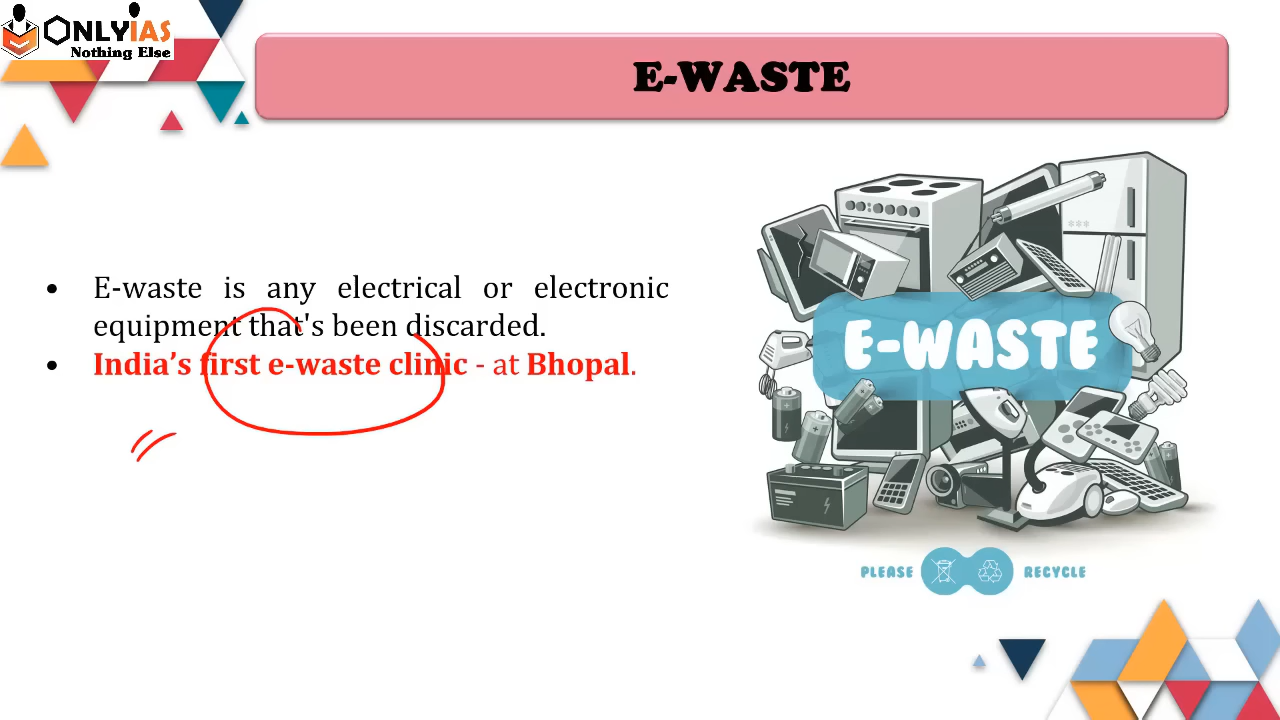 ONLYIAS
Nothing Else
E-WASTE
• E-waste is any electrical or electronic
equipment that's been discarded.
• India’s first e-waste clinic - at Bhopal.
E-WASTE
PLEASE RECYCLE